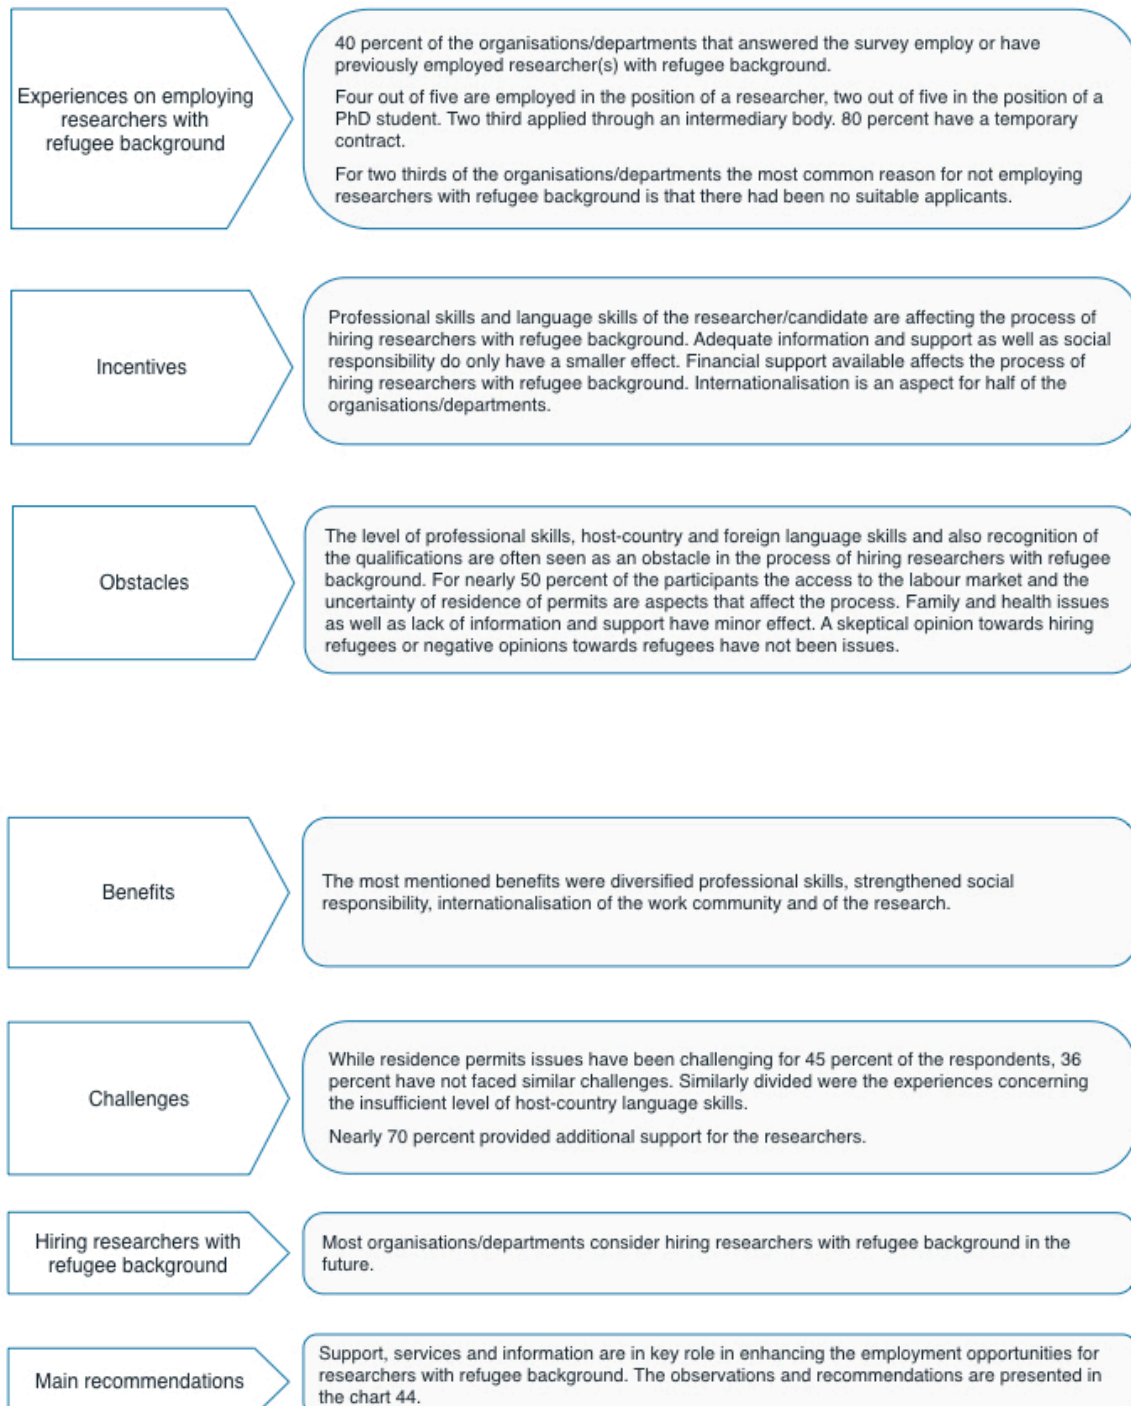 Experiences on employing
researchers with
refugee background
40 percent of the organisations/departments that answered the survey employ or have
previously employed researcher(s) with refugee background.
Four out of five are employed in the position of a researcher, two out of five in the position of a
PhD student. Two third applied through an intermediary body. 80 percent have a temporary
contract.
For two thirds of the organisations/departments the most common reason for not employing
researchers with refugee background is that there had been no suitable applicants.
Incentives
Professional skills and language skills of the researcher/candidate are affecting the process of
hiring researchers with refugee background. Adequate information and support as well as social
responsibility do only have a smaller effect. Financial support available affects the process of
hiring researchers with refugee background. Internationalisation is an aspect for half of the
organisations/departments.
Obstacles
The level of professional skills, host-country and foreign language skills and also recognition of
the qualifications are often seen as an obstacle in the process of hiring researchers with refugee
background. For nearly 50 percent of the participants the access to the labour market and the
uncertainty of residence of permits are aspects that affect the process. Family and health issues
as well as lack of information and support have minor effect. A skeptical opinion towards hiring
refugees or negative opinions towards refugees have not been issues.
Benefits
The most mentioned benefits were diversified professional skills, strengthened social
responsibility, internationalisation of the work community and of the research.
Challenges
While residence permits issues have been challenging for 45 percent of the respondents, 36
percent have not faced similar challenges. Similarly divided were the experiences concerning
the insufficient level of host-country language skills.
Nearly 70 percent provided additional support for the researchers.
Hiring researchers with
refugee background
Most organisations/departments consider hiring researchers with refugee background in the
future.
Main recommendations
Support, services and information are in key role in enhancing the employment opportunities for
researchers with refugee background. The observations and recommendations are presented in
the chart 44.